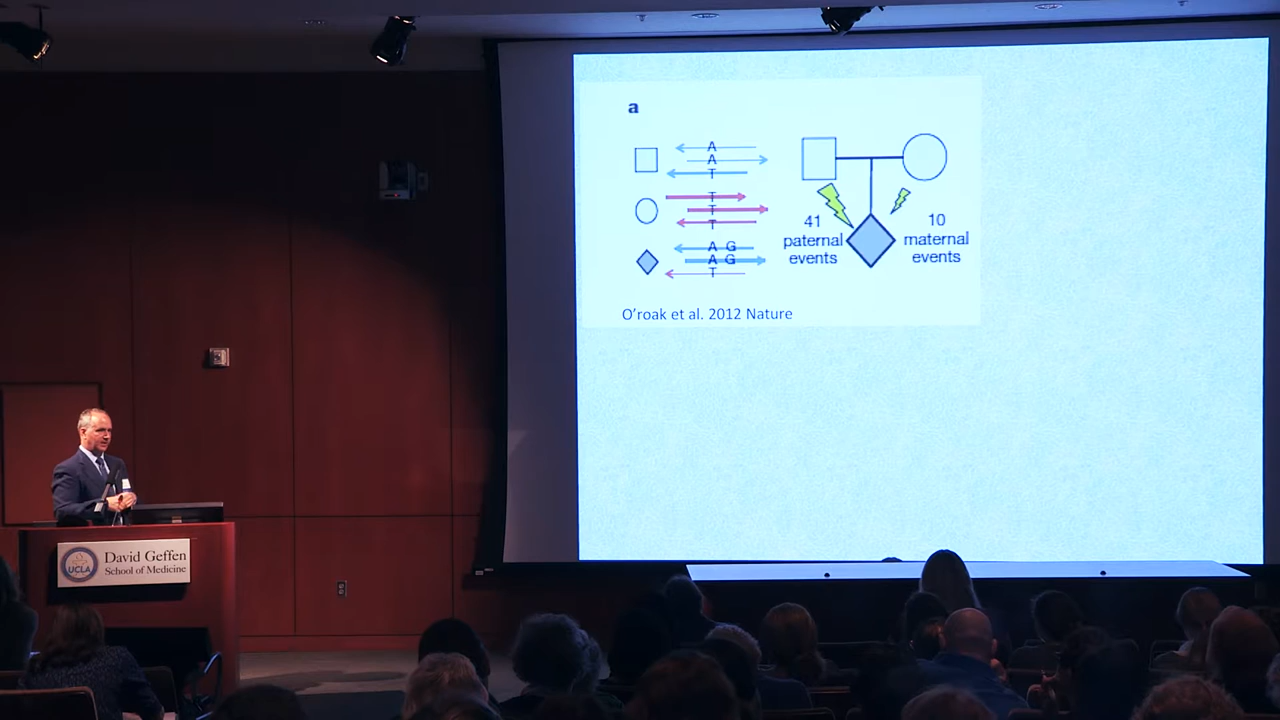 a
A
A
T
T
T
T
A G
A G
T
41
paternal
events
10
maternal
events
O'roak et al. 2012 Nature
UCLA
David Geffen
School of Medicine